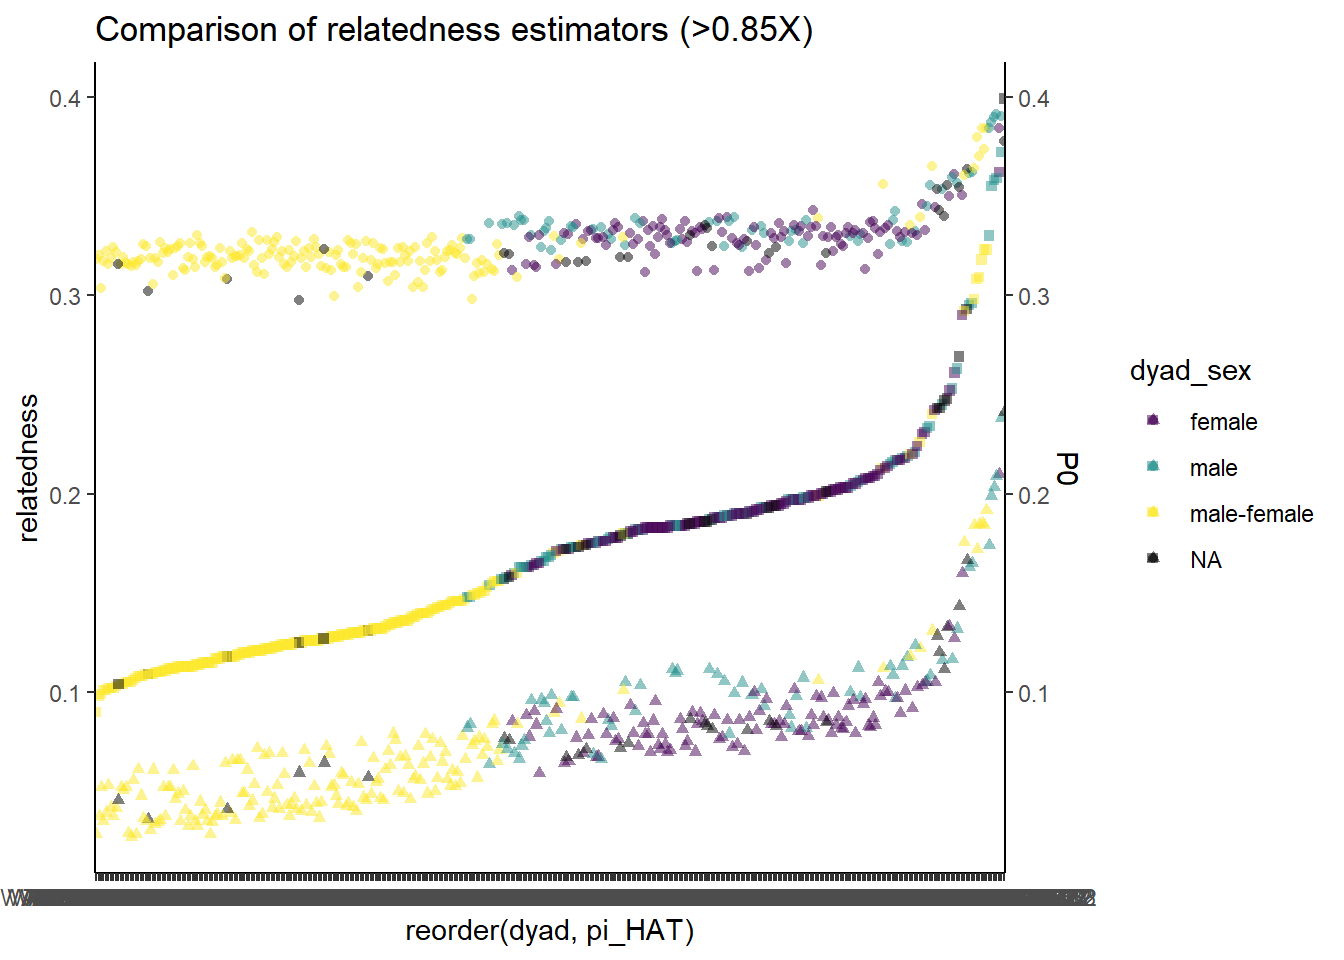 Comparison of relatedness estimators (>0.85X)
0.4
0.3
0.2
0.1
relatedness
0.4
0.3
0.2
0.1
P0
reorder(dyad, pi_HAT)
dyad_sex
female
male
male-female
NA